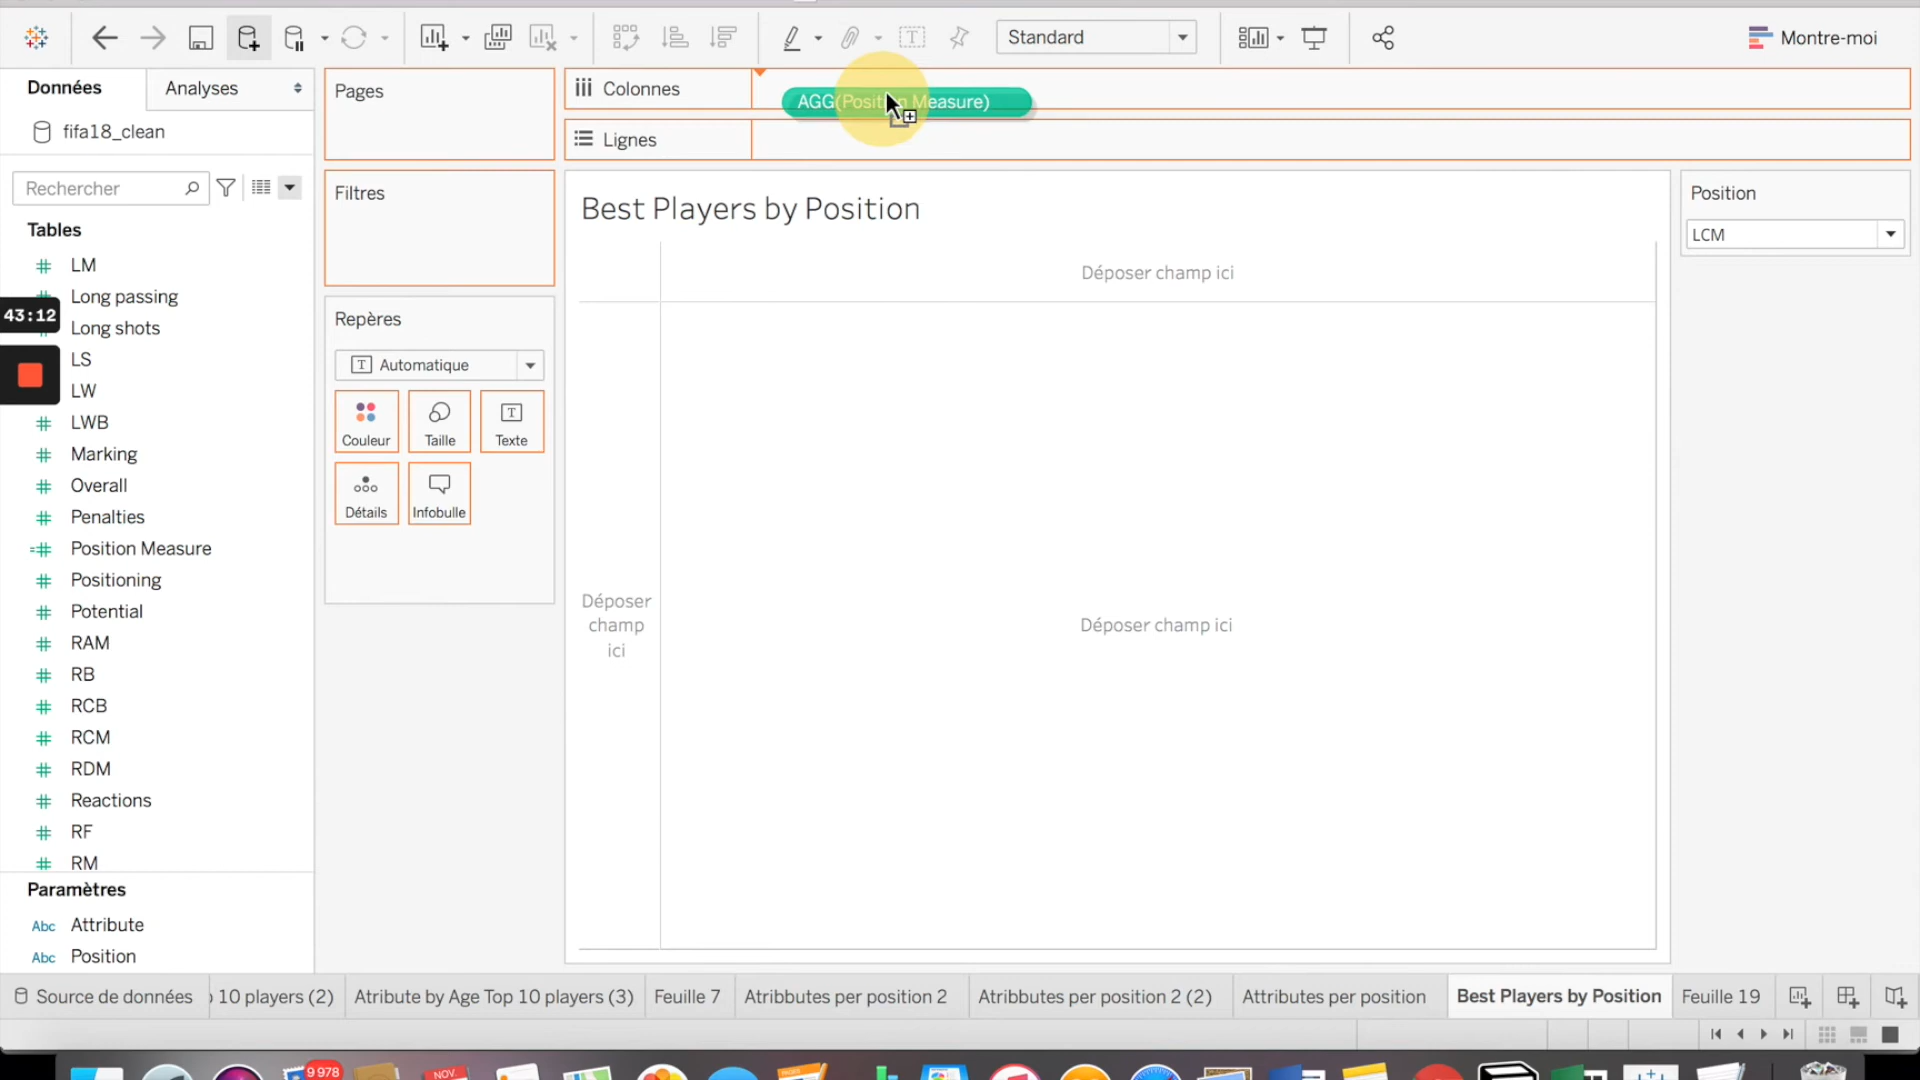 Standard
Montre-moi
Données
Analyses
fifa18_clean
Rechercher
Tables
LM
Long passing
43:12
Long shots
LS
LW
LWB
Marking
Overall
Penalties
Position Measure
Positioning
Potential
RAM
RB
RCB
RCM
RDM
Reactions
RF
RM
Paramètres
Abc Attribute
Abc Position
Pages
Filtres
Repères
Automatique
Couleur
Taille
Texte
Détails
Infobulle
Colonnes
AGG(Position Measure)
Lignes
Best Players by Position
Déposer champ ici
Déposer
champ
ici
Déposer champ ici
Position
LCM
Source de données
10 players (2)
Atribute by Age Top 10 players (3)
Feuille 7
Atribbutes per position 2
Atribbutes per position 2 (2)
Attributes per position
Best Players by Position
Feuille 19
9 978
NOV.